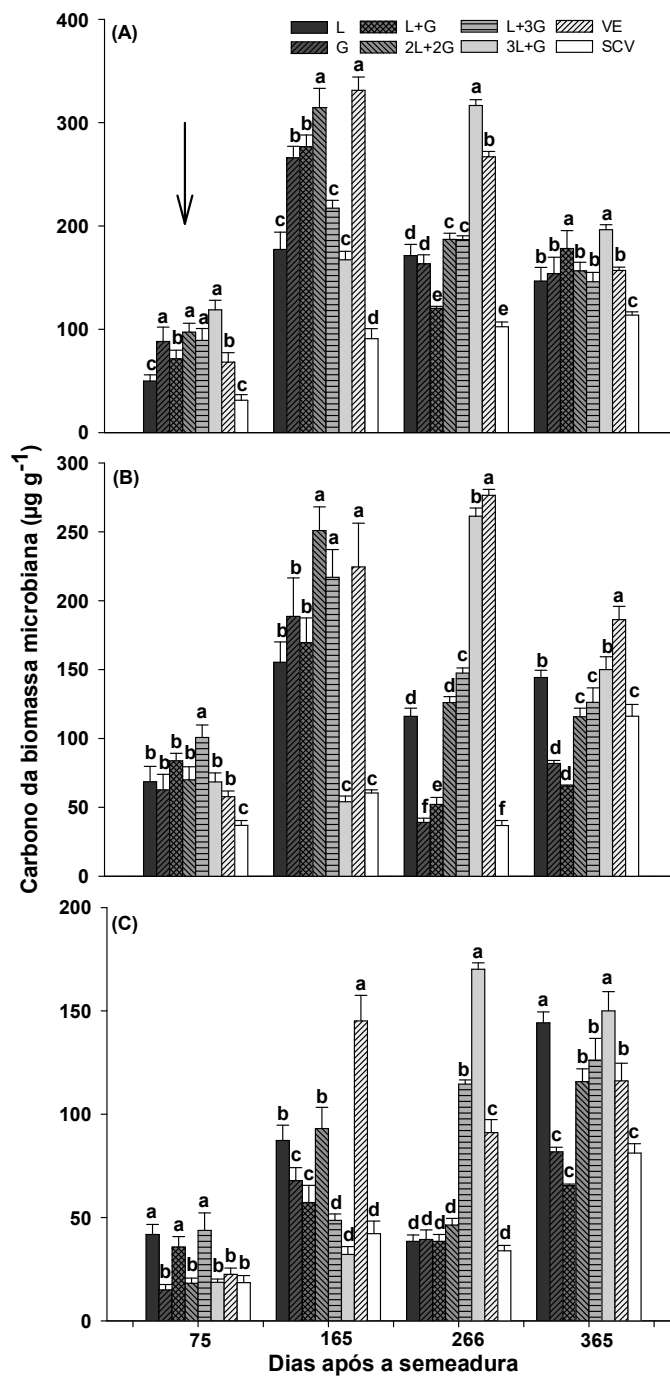 (A)
L L+G L+3G VE
G 2L+2G 3L+G SCV
400
300
200
100
0
c a b a a a b c
c b b a c c a d
d d e c c a b e
b b a b b a b c
(B)
300
250
200
150
100
50
0
b b b b a b b c
b b b a a c a c
d f e d c b a f
b d d c c b a c
(C)
200
150
100
50
0
a b a b a b b b
b c c b d d a d
d d d d b a c d
a c c b b a b c
75 165 266 365
Dias após a semeadura
Carbono da biomassa microbiana (µg g-1)